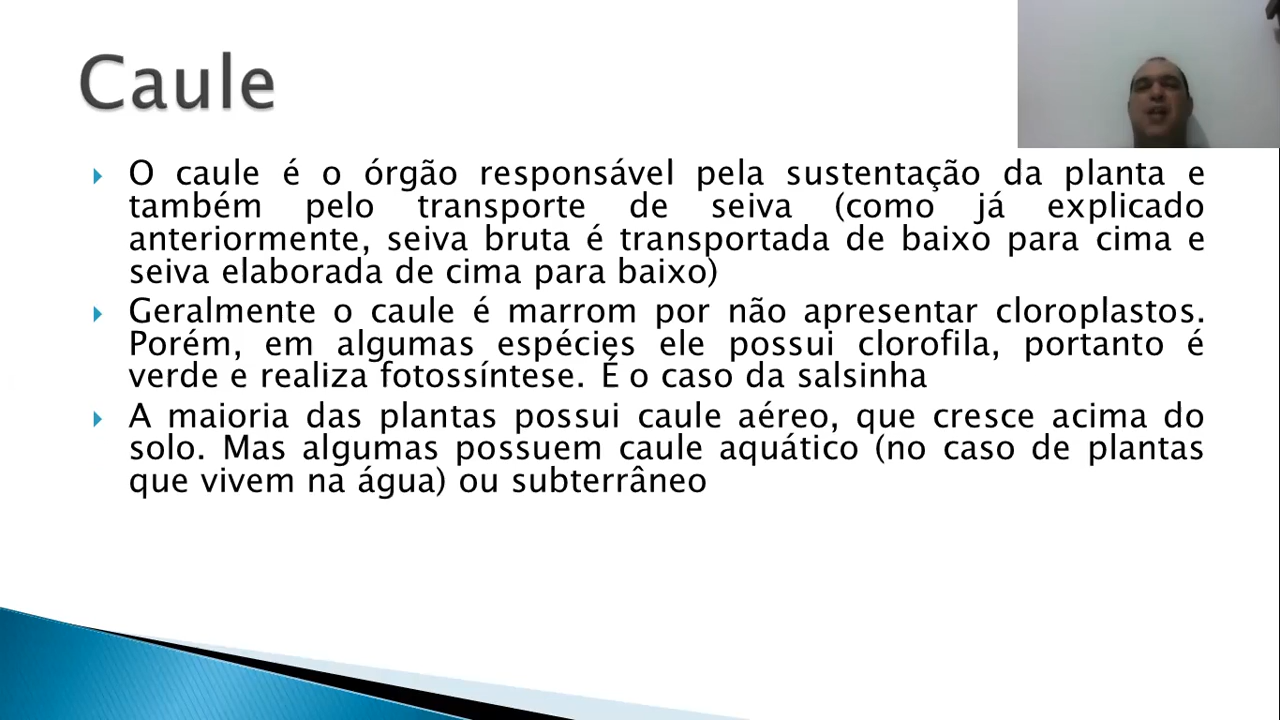 Caule
O caule é o órgão responsável pela sustentação da planta e
também pelo transporte de seiva (como já explicado
anteriormente, seiva bruta é transportada de baixo para cima e
seiva elaborada de cima para baixo)
Geralmente o caule é marrom por não apresentar cloroplastos.
Porém, em algumas espécies ele possui clorofila, portanto é
verde e realiza fotossíntese. É o caso da salsinha
A maioria das plantas possui caule aéreo, que cresce acima do
solo. Mas algumas possuem caule aquático (no caso de plantas
que vivem na água) ou subterrâneo